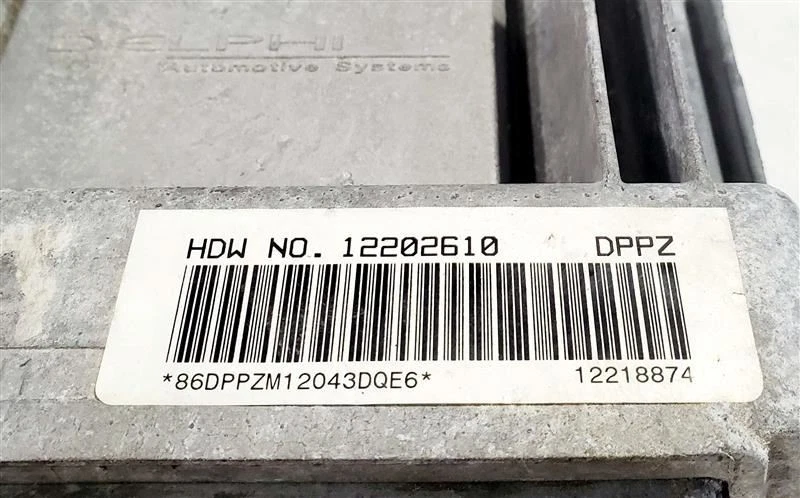 DELPHI
Automotive Systems
HDW NO. 12202610 DPPZ
*86DPPZM12043DQE6* 12218874